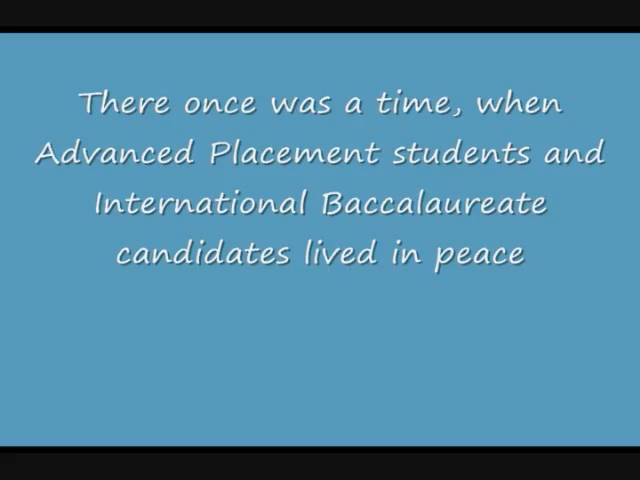 There once was a time, when
Advanced Placement students and
International Baccalaureate
candidates lived in peace